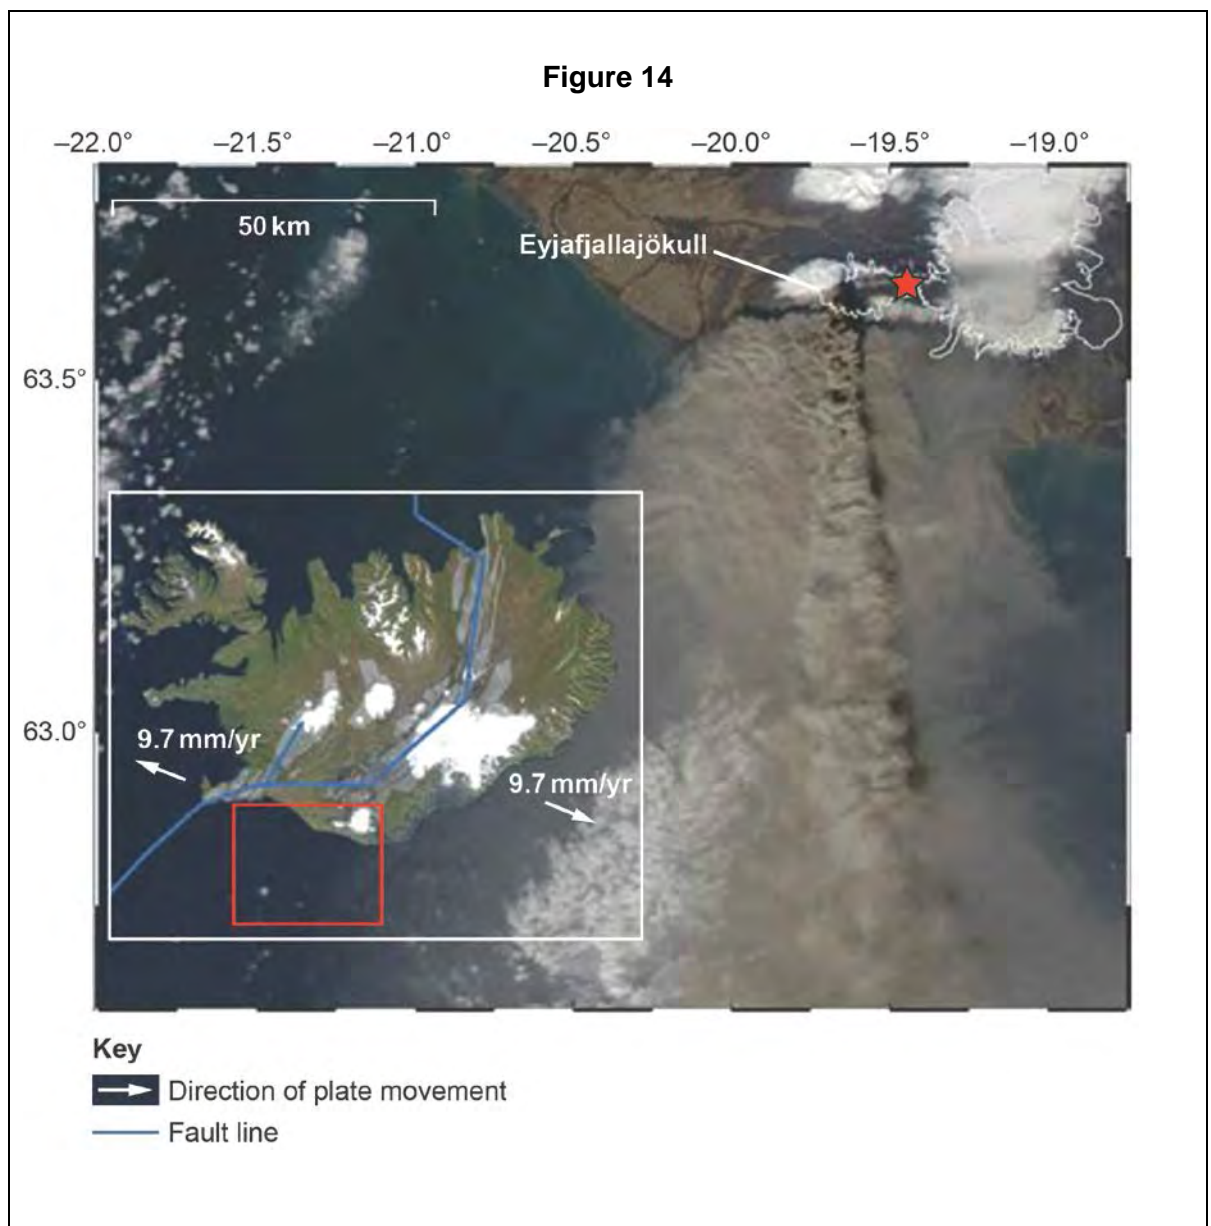 Figure 14
–22.0° –21.5° –21.0° –20.5° –20.0° –19.5° –19.0°
50 km
Eyjafjallajökull
63.5°
63.0°
9.7 mm/yr
9.7 mm/yr
Key
Direction of plate movement
Fault line